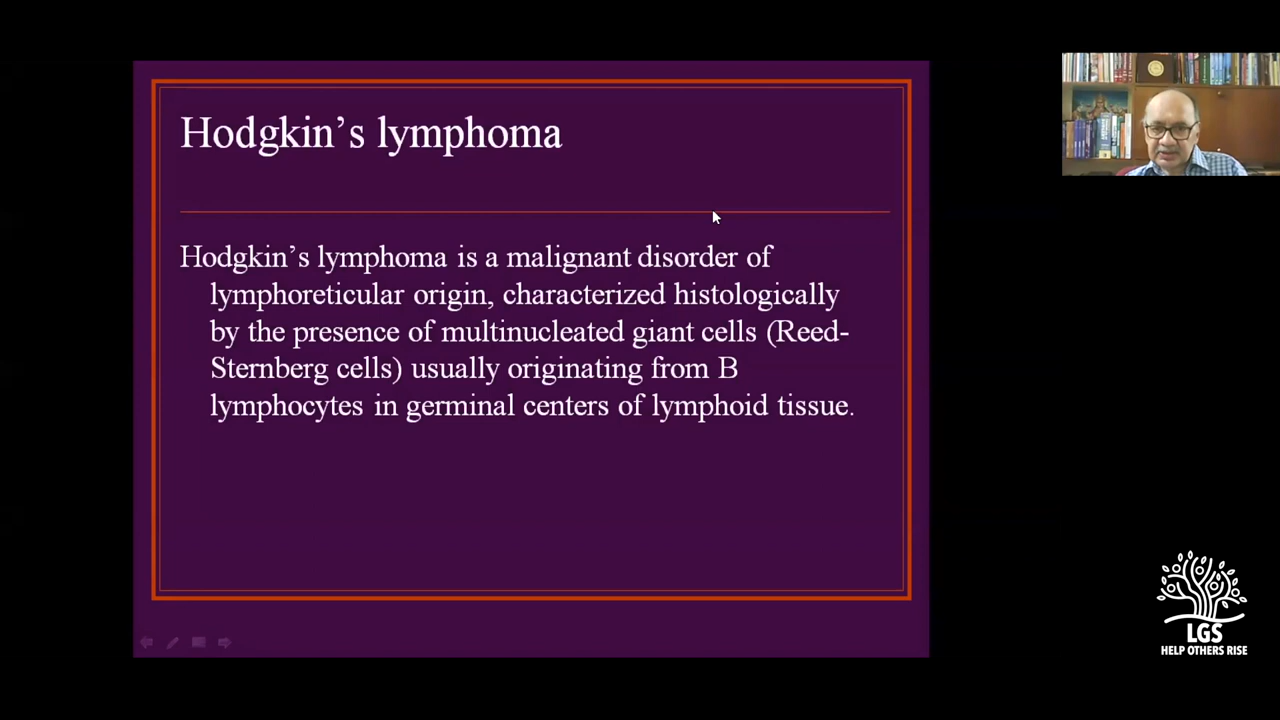 Hodgkin’s lymphoma
Hodgkin’s lymphoma is a malignant disorder of
lymphoreticular origin, characterized histologically
by the presence of multinucleated giant cells (Reed-
Sternberg cells) usually originating from B
lymphocytes in germinal centers of lymphoid tissue.
LGS
HELP OTHERS RISE